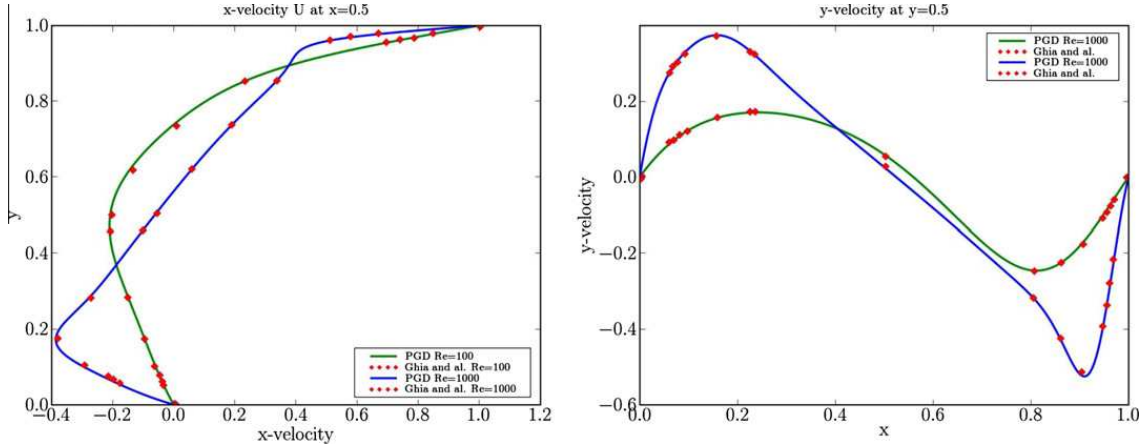 x-velocity U at x=0.5
1.0
0.8
0.6
0.4
0.2
0.0
y
−0.4
−0.2
0.0
0.2
0.4
0.6
0.8
1.0
1.2
x-velocity
PGD Re=100
Ghia and al. Re=100
PGD Re=1000
Ghia and al. Re=1000
y-velocity at y=0.5
0.2
0.0
−0.2
−0.4
−0.6
y-velocity
0.0
0.2
0.4
0.6
0.8
1.0
x
PGD Re=1000
Ghia and al.
PGD Re=1000
Ghia and al.